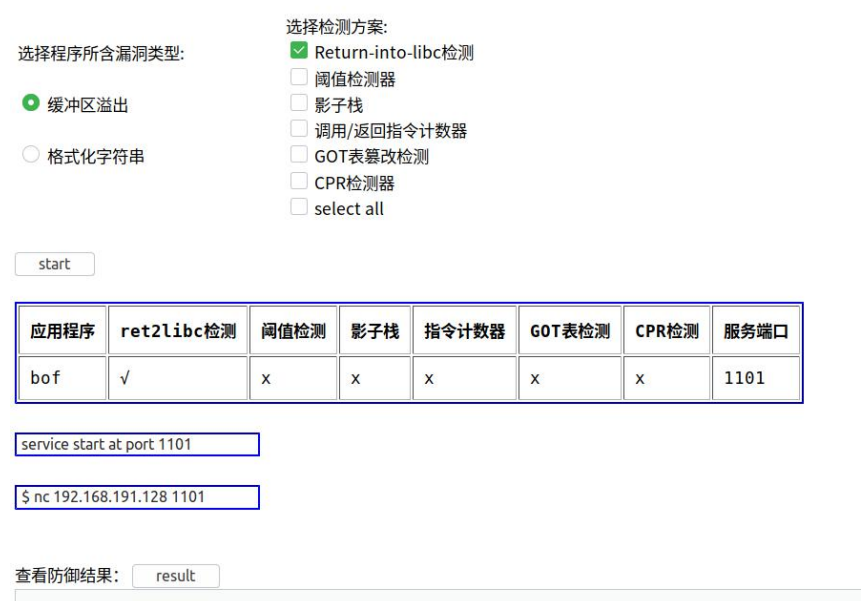 选择程序所含漏洞类型:
缓冲区溢出
格式化字符串
选择检测方案:
Return-into-libc检测
阈值检测器
影子栈
调用/返回指令计数器
GOT表篡改检测
CPR检测器
select all
start
应用程序 ret2libc检测 阈值检测 影子栈 指令计数器 GOT表检测 CPR检测 服务端口
bof √ x x x x x 1101
service start at port 1101
$ nc 192.168.191.128 1101
查看防御结果: result